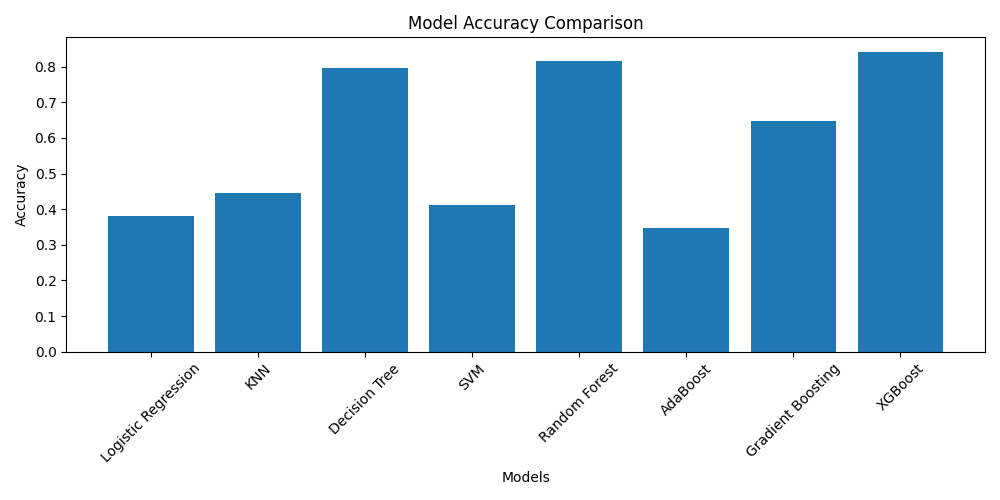 Model Accuracy Comparison
Accuracy
0.8
0.7
0.6
0.5
0.4
0.3
0.2
0.1
0.0
Logistic Regression
KNN
Decision Tree
SVM
Random Forest
AdaBoost
Gradient Boosting
XGBoost
Models